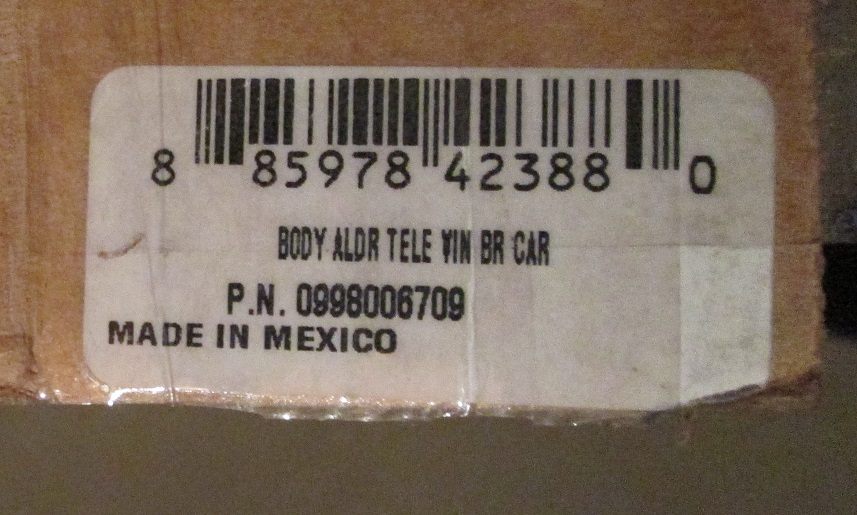 8 85978 42388 0
BODY ALDR TELE VIN BR CAR
P.N. 0998006709
MADE IN MEXICO